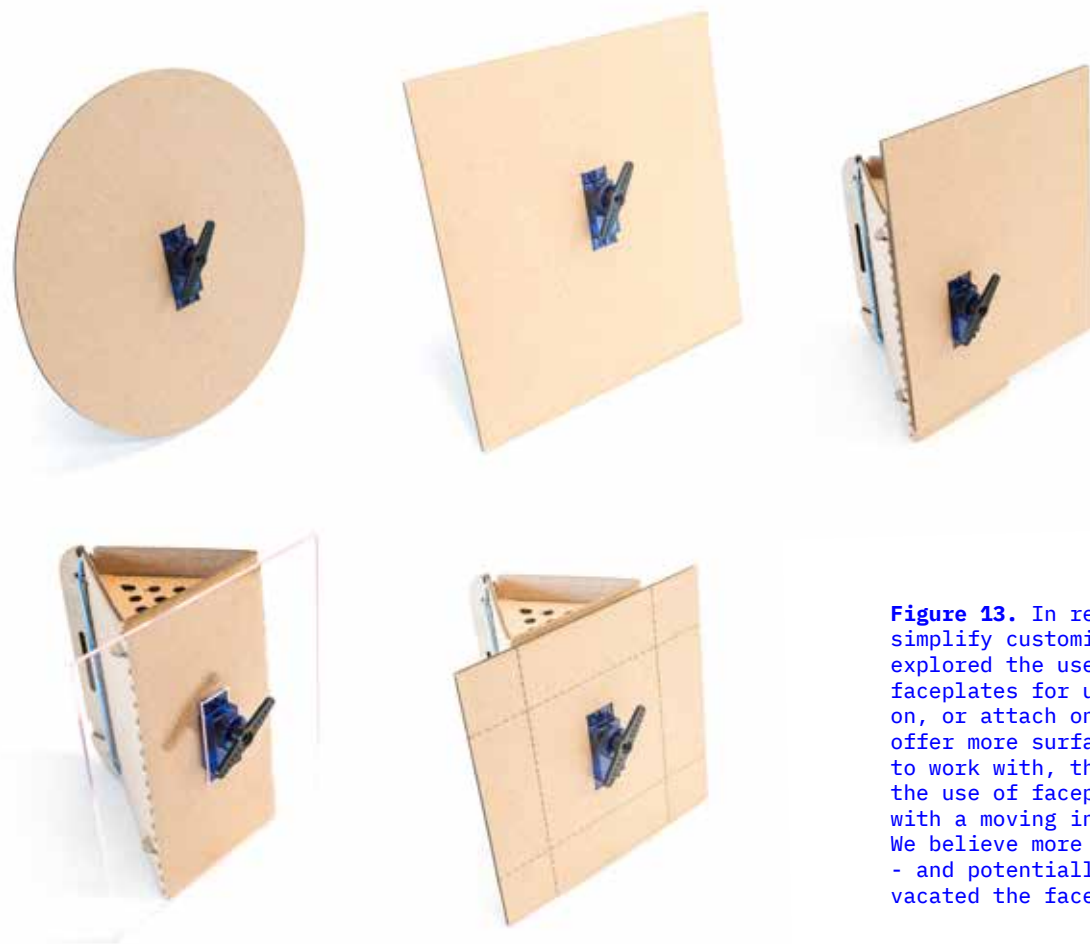 Figure 13. In re
simplify customi
explored the use
faceplates for u
on, or attach on
offer more surfa
to work with, th
the use of facep
with a moving in
We believe more
- and potentiall
vacated the face